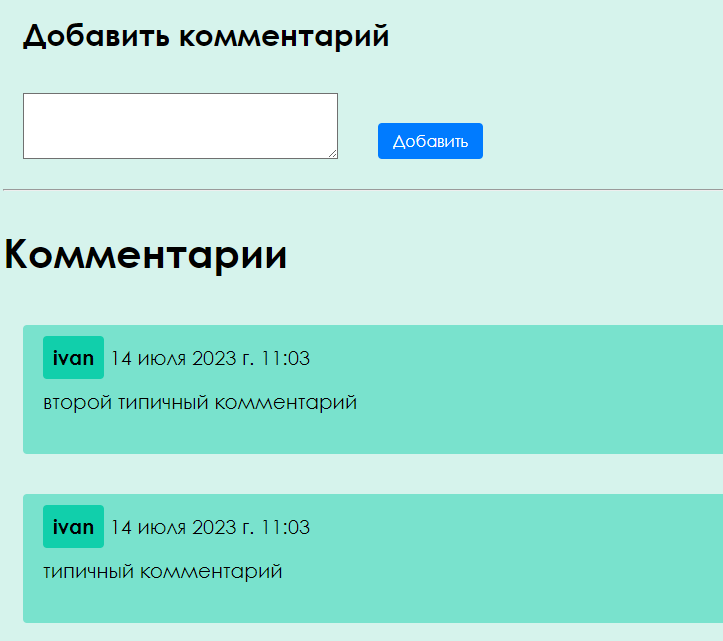 Добавить комментарий
Добавить
Комментарии
ivan 14 июля 2023 г. 11:03
второй типичный комментарий
ivan 14 июля 2023 г. 11:03
типичный комментарий